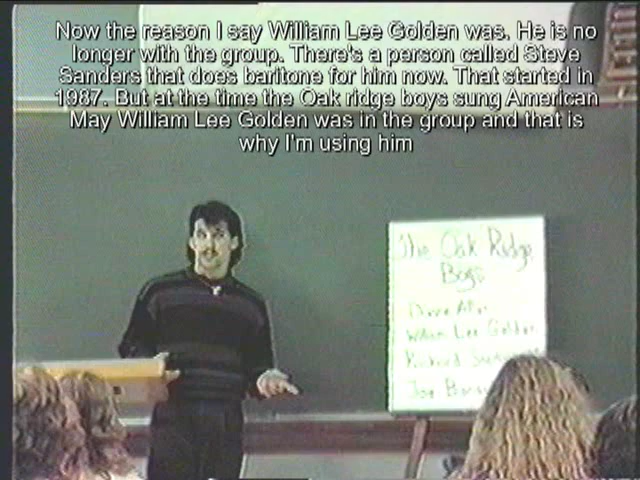 Now the reason I say William Lee Golden was. He is no
longer with the group. There's a person called Steve
Sanders that does baritone for him now. That started in
1987. But at the time the Oak ridge boys sung American
May William Lee Golden was in the group and that is
why I'm using him
The Oak Ridge
Boys
William Lee Golden
Richard
Joe